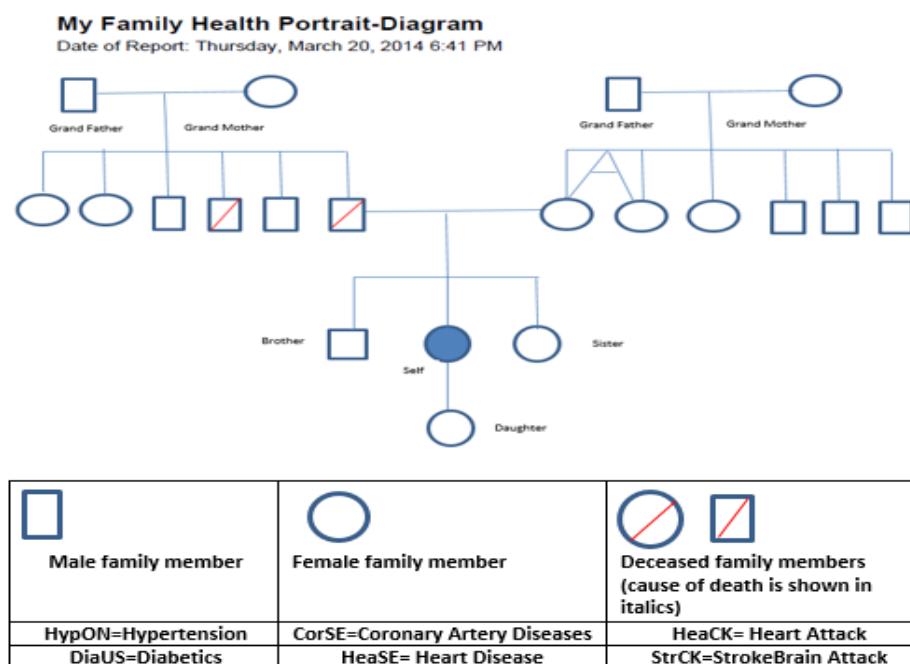 My Family Health Portrait-Diagram
Date of Report: Thursday, March 20, 2014 6:41 PM
Grand Father
Grand Mother
Grand Father
Grand Mother
A
Brother
Self
Sister
Daughter
Male family member
Female family member
Deceased family members
(cause of death is shown in
italics)
HypON=Hypertension
CorSE=Coronary Artery Diseases
HeaCK= Heart Attack
DiaUS=Diabetics
HeaSE= Heart Disease
StrCK=StrokeBrain Attack